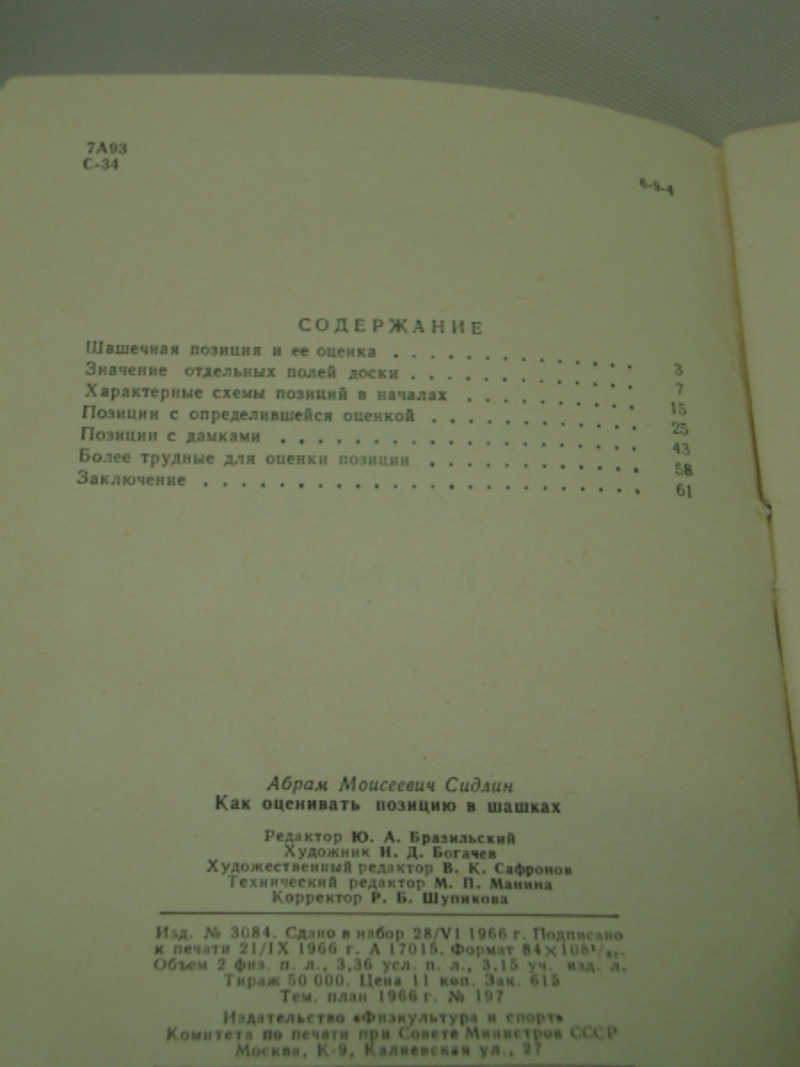 7А93
С-34
6-9-4
СОДЕРЖАНИЕ
Шашечная позиция и ее оценка . . . . . . . . . . . . . 3
Значение отдельных полей доски . . . . . . . . . . . . 7
Характерные схемы позиций в началах . . . . . . . . . 15
Позиции с определившейся оценкой . . . . . . . . . . 25
Позиции с дамками . . . . . . . . . . . . . . . . 43
Более трудные для оценки позиции . . . . . . . . . . 58
Заключение . . . . . . . . . . . . . . . . . . . . 61
Абрам Моисеевич Сидлин
Как оценивать позицию в шашках
Редактор Ю. А. Бразильский
Художник И. Д. Богачев
Художественный редактор В. К. Сафронов
Технический редактор М. П. Манина
Корректор Р. Б. Шупикова
Изд. № 3084. Сдано в набор 28/VI 1966 г. Подписано
к печати 21/IX 1966 г. А 17015. Формат 84×108¹/
Объем 2 физ. п. л., 3,36 усл. п. л., 3,15 уч. изд. л.
Тираж 50 000. Цена 11 коп. Зак. 615
Тем. план 1966 г. № 197
Издательство «Физкультура и спорт»
Комитета по печати при Совете Министров СССР
Москва, К-9, Каляевская ул., 27